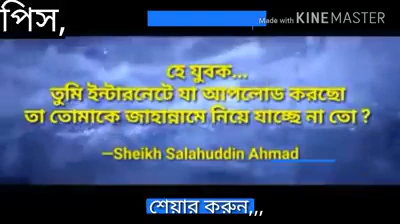 Made with KINEMASTER
পিস,
হে যুবক...
তুমি ইন্টারনেটে যা আপলোড করছো
তা তোমাকে জাহান্নামে নিয়ে যাচ্ছে না তো ?
—Sheikh Salahuddin Ahmad
শেয়ার করুন,,,